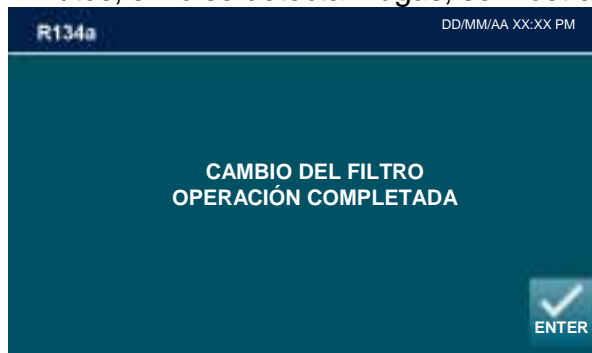 R134a
DD/MM/AA XX:XX PM
CAMBIO DEL FILTRO
OPERACIÓN COMPLETADA
ENTER